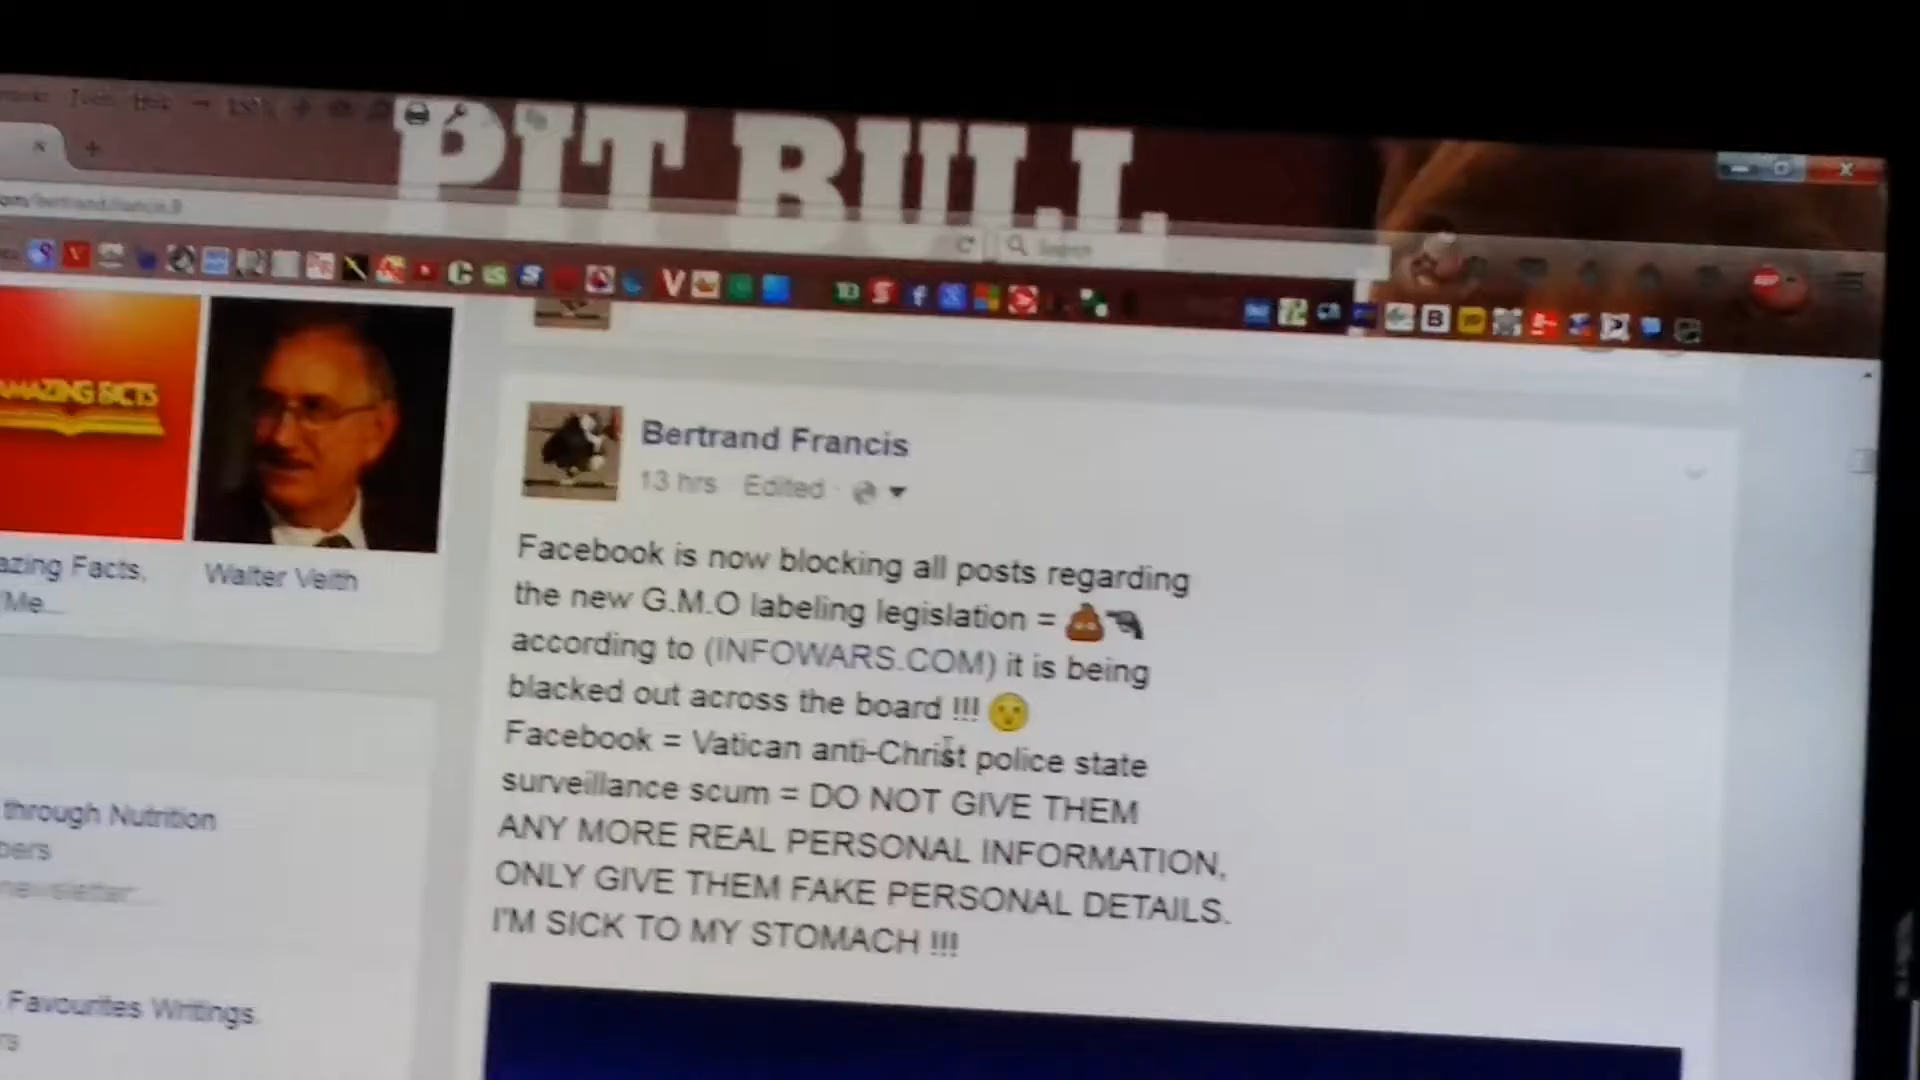 PIT BULL
Search
AMAZING FACTS
azing Facts,
Me...
Walter Veith
Bertrand Francis
13 hrs · Edited ·
Facebook is now blocking all posts regarding
the new G.M.O labeling legislation = 💩🔫
according to (INFOWARS.COM) it is being
blacked out across the board !!! 😯
Facebook = Vatican anti-Christ police state
surveillance scum = DO NOT GIVE THEM
ANY MORE REAL PERSONAL INFORMATION,
ONLY GIVE THEM FAKE PERSONAL DETAILS.
I'M SICK TO MY STOMACH !!!
through Nutrition
bers
newsletter...
Favourites Writings.
rs